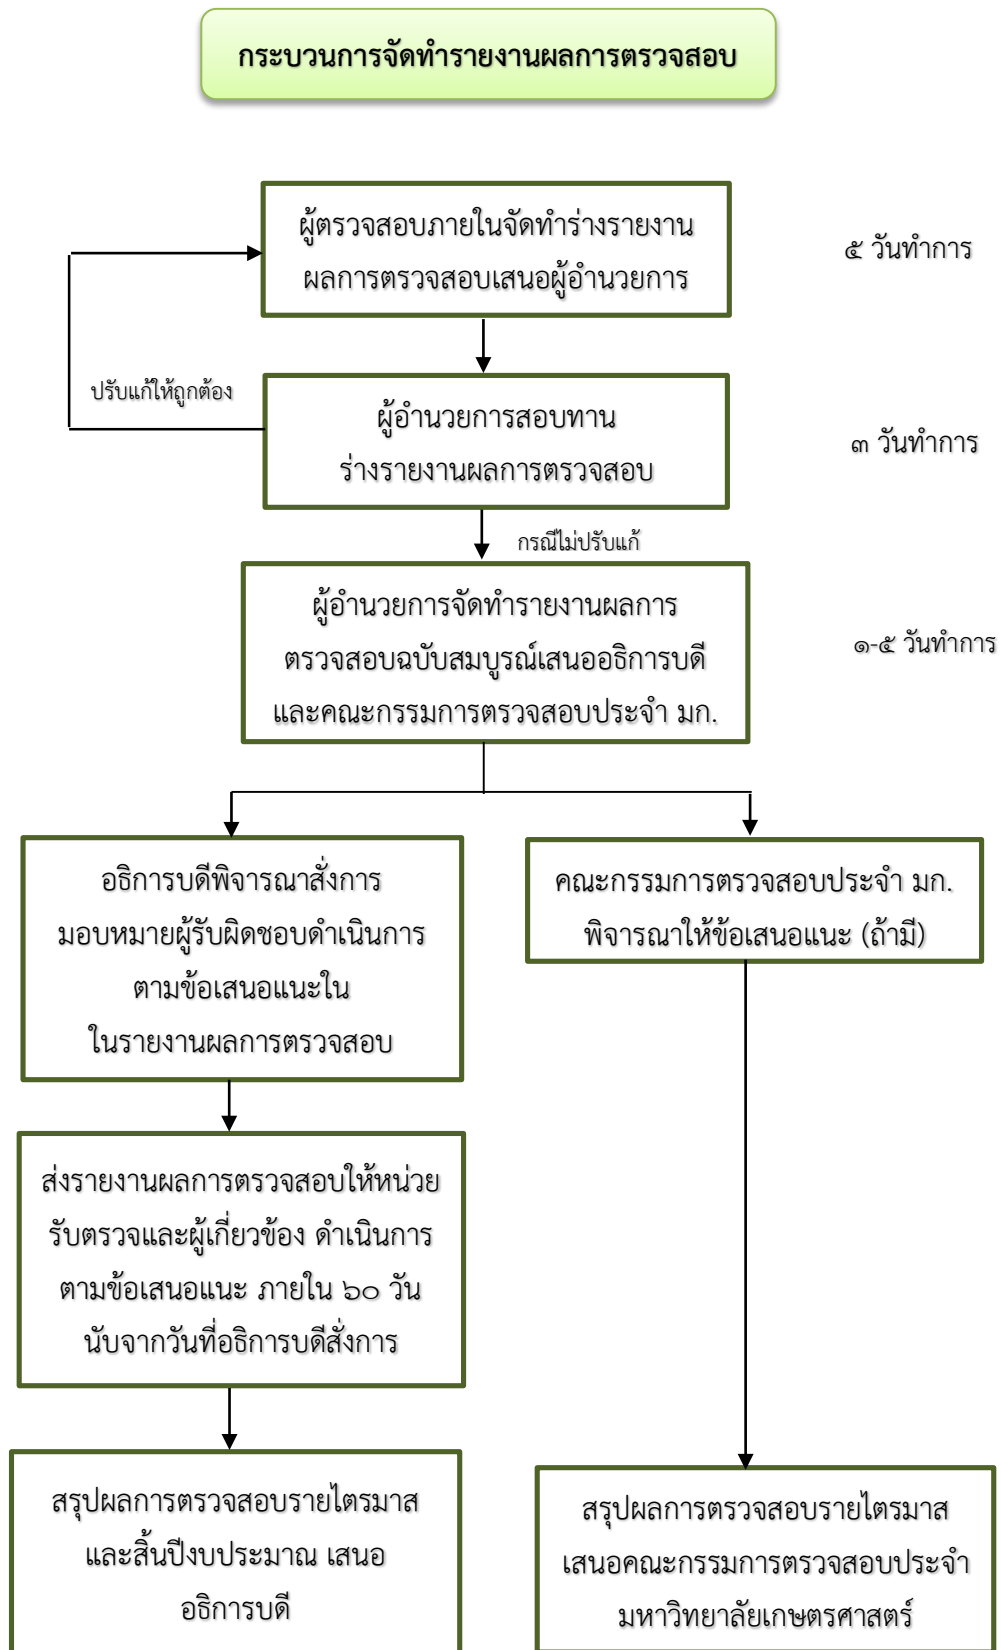 กระบวนการจัดทำรายงานผลการตรวจสอบ
ผู้ตรวจสอบภายในจัดทำร่างรายงาน
ผลการตรวจสอบเสนอผู้อำนวยการ
๕ วันทำการ
ปรับแก้ให้ถูกต้อง
ผู้อำนวยการสอบทาน
ร่างรายงานผลการตรวจสอบ
๓ วันทำการ
กรณีไม่ปรับแก้
ผู้อำนวยการจัดทำรายงานผลการ
ตรวจสอบฉบับสมบูรณ์เสนออธิการบดี
และคณะกรรมการตรวจสอบประจำ มก.
๑-๕ วันทำการ
อธิการบดีพิจารณาสั่งการ
มอบหมายผู้รับผิดชอบดำเนินการ
ตามข้อเสนอแนะใน
ในรายงานผลการตรวจสอบ
คณะกรรมการตรวจสอบประจำ มก.
พิจารณาให้ข้อเสนอแนะ (ถ้ามี)
ส่งรายงานผลการตรวจสอบให้หน่วย
รับตรวจและผู้เกี่ยวข้อง ดำเนินการ
ตามข้อเสนอแนะ ภายใน ๖๐ วัน
นับจากวันที่อธิการบดีสั่งการ
สรุปผลการตรวจสอบรายไตรมาส
และสิ้นปีงบประมาณ เสนอ
อธิการบดี
สรุปผลการตรวจสอบรายไตรมาส
เสนอคณะกรรมการตรวจสอบประจำ
มหาวิทยาลัยเกษตรศาสตร์